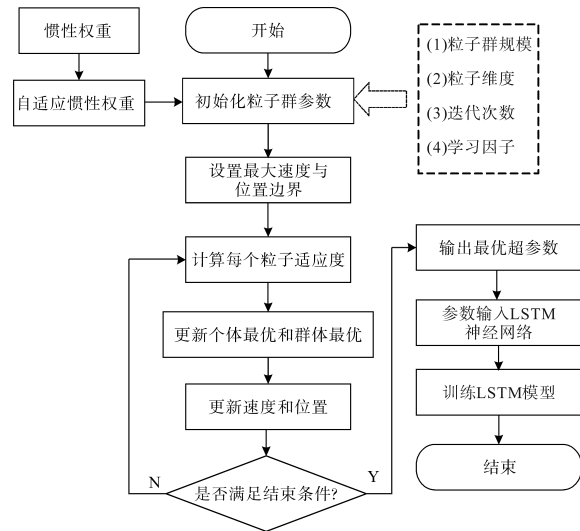 惯性权重
开始
自适应惯性权重
初始化粒子群参数
(1)粒子群规模
(2)粒子维度
(3)迭代次数
(4)学习因子
设置最大速度与
位置边界
计算每个粒子适应度
更新个体最优和群体最优
更新速度和位置
是否满足结束条件?
N
Y
输出最优超参数
参数输入LSTM
神经网络
训练LSTM模型
结束